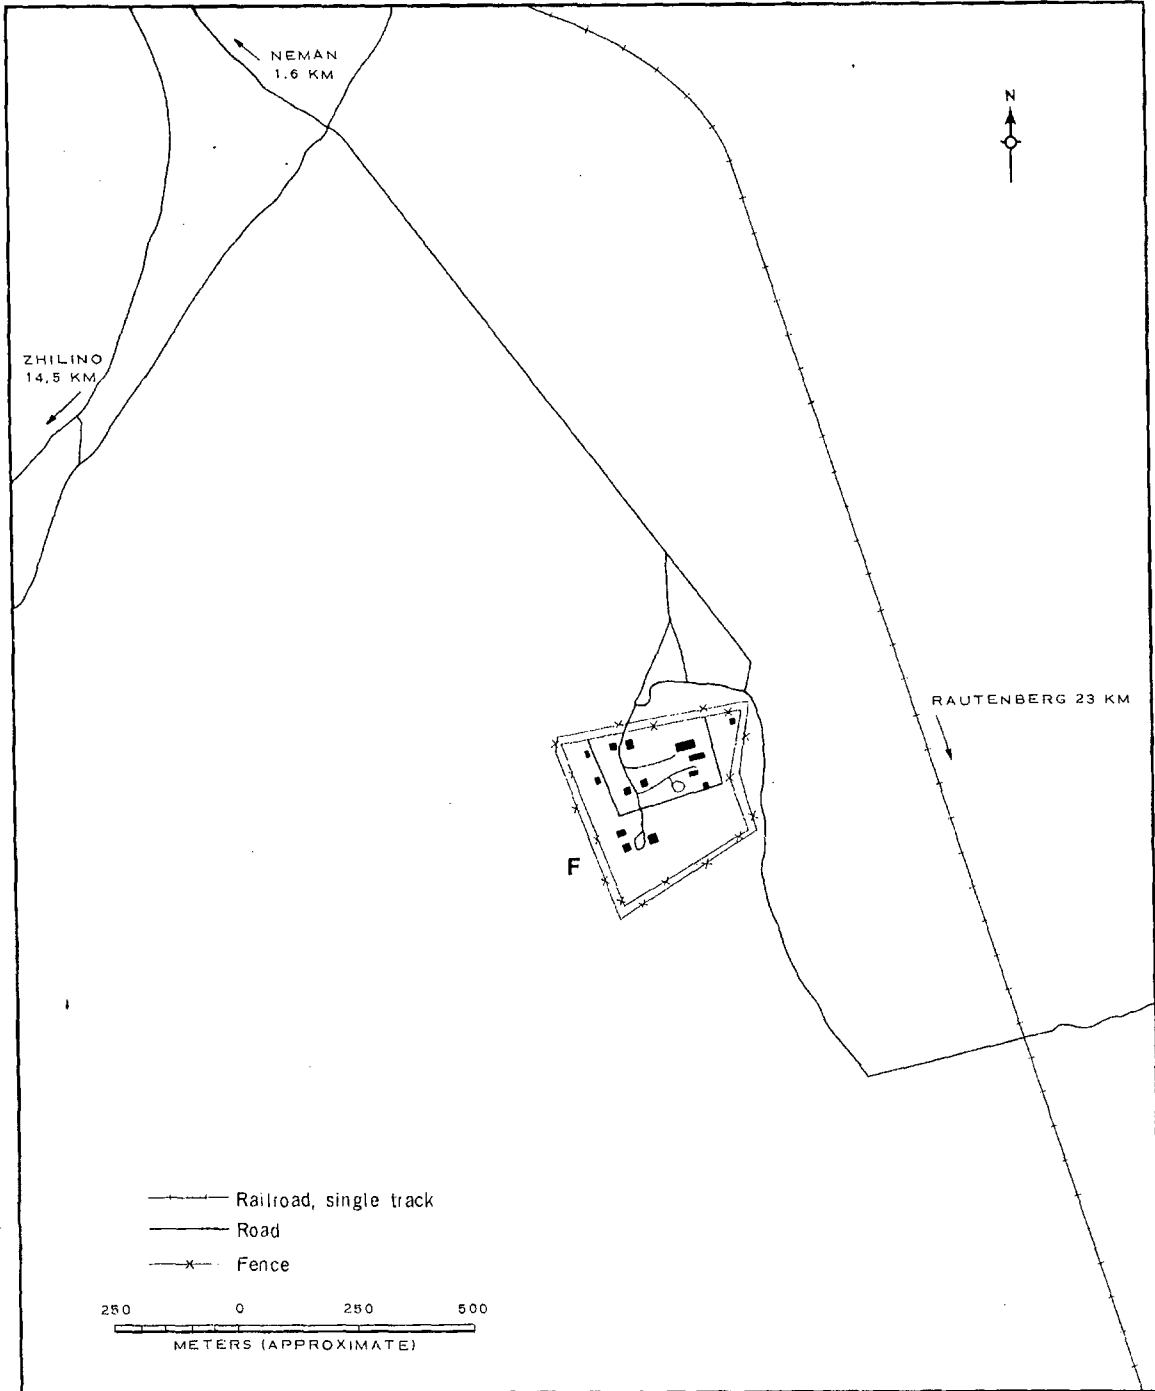 NEMAN
1.6 KM
N
ZHILINO
14.5 KM
RAUTENBERG 23 KM
F
Railroad, single track
Road
Fence
250 0 250 500
METERS (APPROXIMATE)